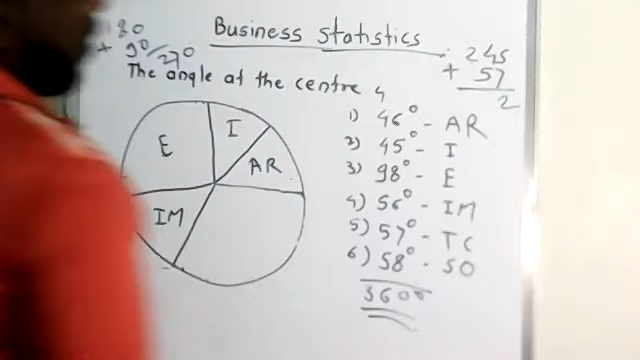 Business Statistics
180
+ 90/270
245
+ 57
2
The angle at the centre 4
1) 46° - AR
2) 45° - I
3) 98° - E
4) 56° - IM
5) 57° - TC
6) 58° - SO
360°
E
I
AR
IM